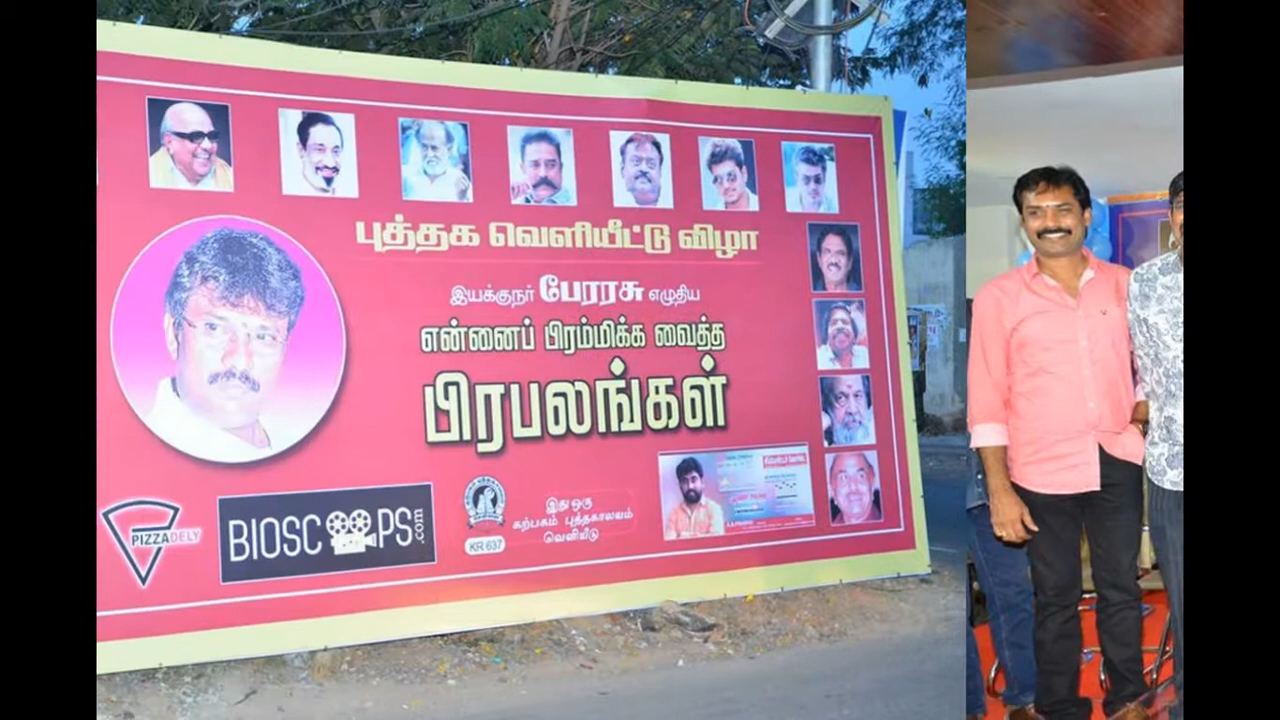 புத்தக வெளியீட்டு விழா
இயக்குநர் பேரரசு எழுதிய
என்னைப் பிரம்மிக்க வைத்த
பிரபலங்கள்
PIZZADELY
BIOSCOPS.com
KR 637
இது ஒரு
கற்பகம் புத்தகாலயம்
வெளியீடு